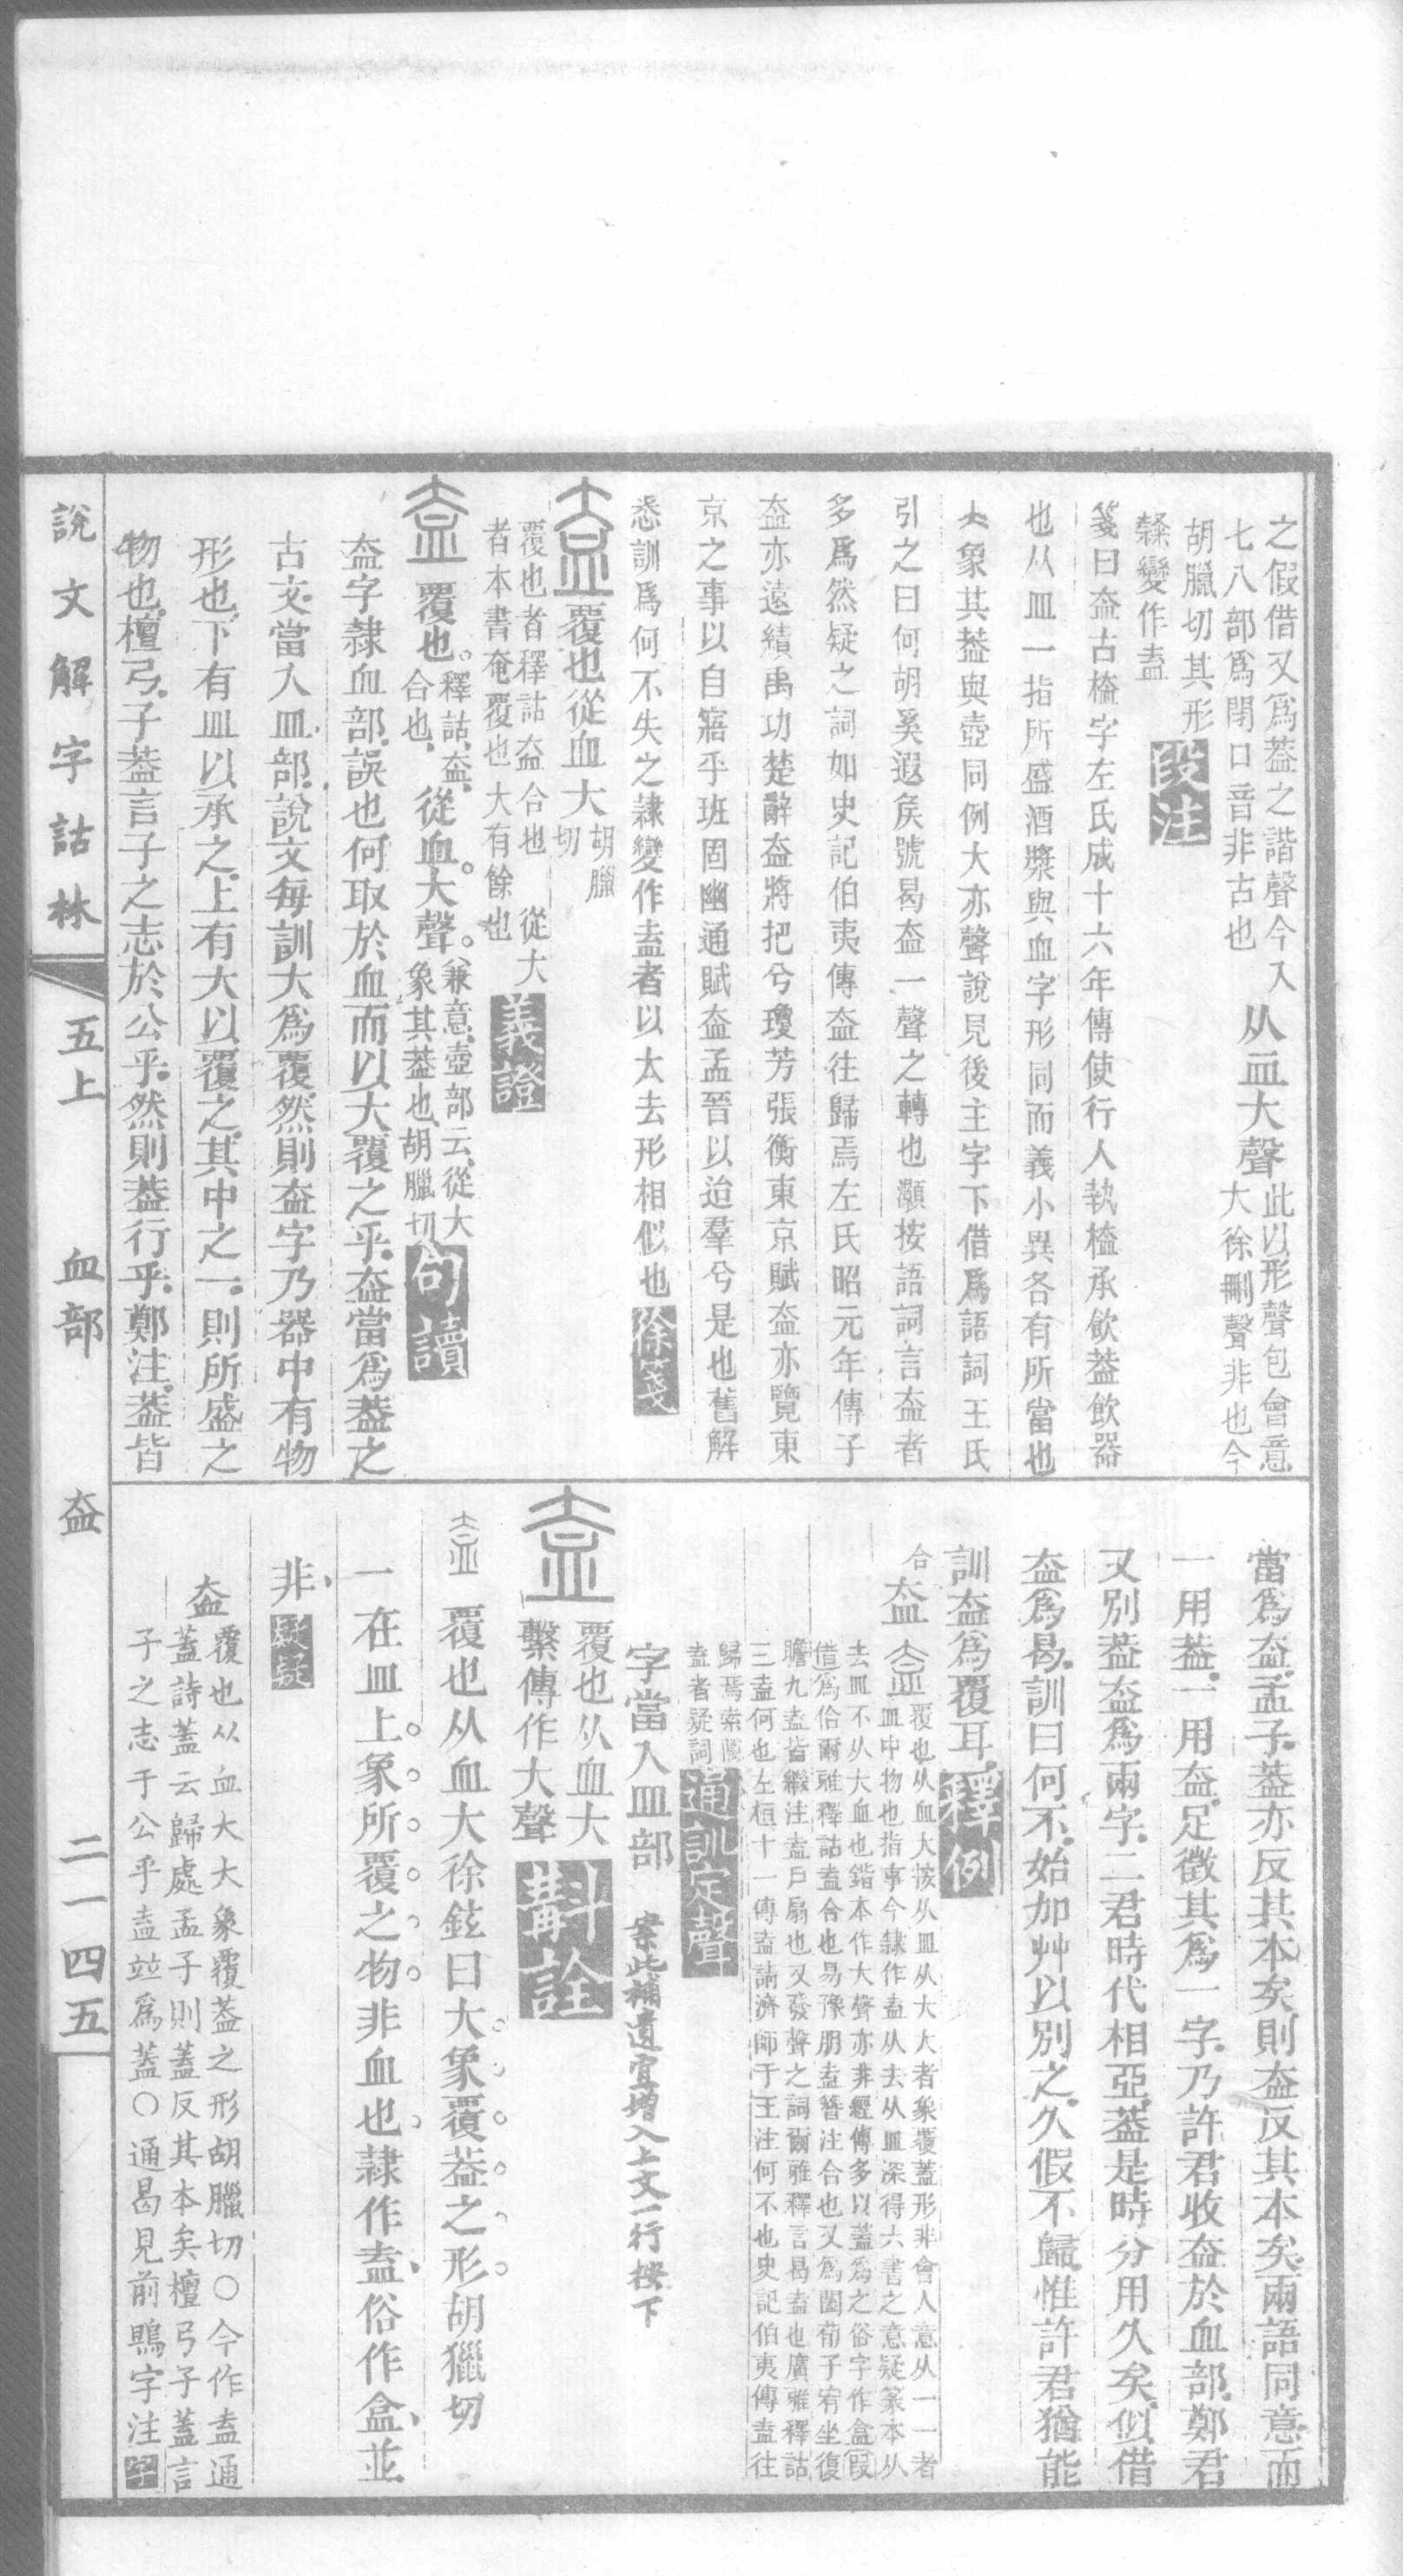 之假借又爲葢之諧聲今入
七八部爲閉口音非古也
从血大聲
此以形聲包會意
大徐刪聲非也今
胡臘切其形
隸變作盍
段注
箋曰盇古榼字左氏成十六年傳使行人執榼承飲葢飲器
也从皿一指所盛酒漿與血字形同而義小異各有所當也
大象其葢與壺同例大亦聲說見後主字下借爲語詞王氏
引之曰何胡奚遐矦號曷盇一聲之轉也灝按語詞言盇者
多爲然疑之詞如史記伯夷傳盇往歸焉左氏昭元年傳子
盇亦遠績禹功楚辭盇將把兮瓊芳張衡東京賦盇亦覽東
京之事以自寤乎班固幽通賦盇孟晉以迨羣兮是也舊解
悉訓爲何不失之隸變作盍者以太去形相似也
徐箋
盇 覆也從血大
胡臘
切
覆也者釋詁盇合也 從大
者本書奄覆也大有餘也
義證
盇 覆也。
釋詁、盇、
合也、
從血。大聲。
兼意、壺部云、從大
象其葢也、胡臘切
句讀
盇字隸血部、誤也、何取於血而以大覆之乎、盇當爲葢之
古文、當入皿部、說文每訓大爲覆、然則盇字乃器中有物
形也、下有皿以承之、上有大以覆之、其中之一、則所盛之
物也、檀弓、子葢言子之志於公乎、然則葢行乎、鄭注、葢皆
說文解字詁林
五上
血部
盇
二一四五
當爲盇、孟子、葢亦反其本矣、則盇反其本矣、兩語同意、而
一用葢、一用盇、足徵其爲一字、乃許君收盇於血部、鄭君
又別葢盇爲兩字、二君時代相亞、葢是時分用久矣、似借
盇爲曷、訓曰何不、始加艸以別之、久假不歸、惟許君猶能
訓盇爲覆耳、
釋例
合盇
盇覆也从血大按从皿从大大者象覆蓋形非會人意从一一者
皿中物也指事今隸作盍从去从皿深得六書之意疑篆本从
去皿不从大血也鍇本作大聲亦非經傳多以蓋爲之俗字作盒叚
借爲佮爾雅釋詁盍合也易豫朋盍簪注合也又爲闔荀子宥坐復
瞻九盍皆繼注盍戶扇也又發聲之詞爾雅釋言曷盍也廣雅釋詁
三盍何也左桓十一傳盍請濟師于王注何不也史記伯夷傳盍往
歸焉索隱
盍者疑詞
通訓定聲
字當入皿部 案此補遺宜增入上文一行按下
盇
覆也从血大
繫傳作大聲
斠詮
盇 覆也从血大徐鉉曰大。象。覆。葢。之。形。胡獵切
一在皿上。象。所。覆。之。物。非血也。隷作盍、俗作盒、並
非、
疑疑
盇
覆也从血大大象覆葢之形胡臘切○今作盍通
蓋詩蓋云歸處孟子則蓋反其本矣檀弓子蓋言
子之志于公乎盍竝爲蓋○通曷見前鶡字注